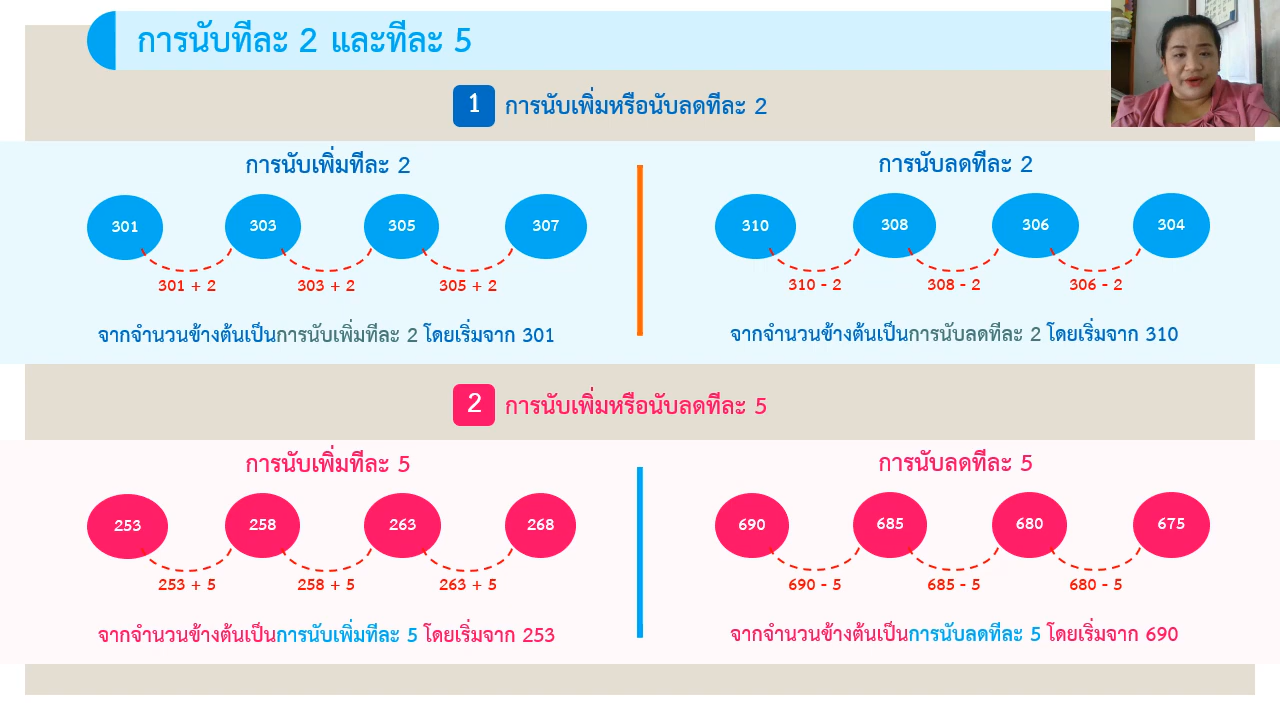 การนับทีละ 2 และทีละ 5
1 การนับเพิ่มหรือนับลดทีละ 2
การนับเพิ่มทีละ 2
301 303 305 307
301 + 2 303 + 2 305 + 2
จากจำนวนข้างต้นเป็นการนับเพิ่มทีละ 2 โดยเริ่มจาก 301
การนับลดทีละ 2
310 308 306 304
310 - 2 308 - 2 306 - 2
จากจำนวนข้างต้นเป็นการนับลดทีละ 2 โดยเริ่มจาก 310
2 การนับเพิ่มหรือนับลดทีละ 5
การนับเพิ่มทีละ 5
253 258 263 268
253 + 5 258 + 5 263 + 5
จากจำนวนข้างต้นเป็นการนับเพิ่มทีละ 5 โดยเริ่มจาก 253
การนับลดทีละ 5
690 685 680 675
690 - 5 685 - 5 680 - 5
จากจำนวนข้างต้นเป็นการนับลดทีละ 5 โดยเริ่มจาก 690